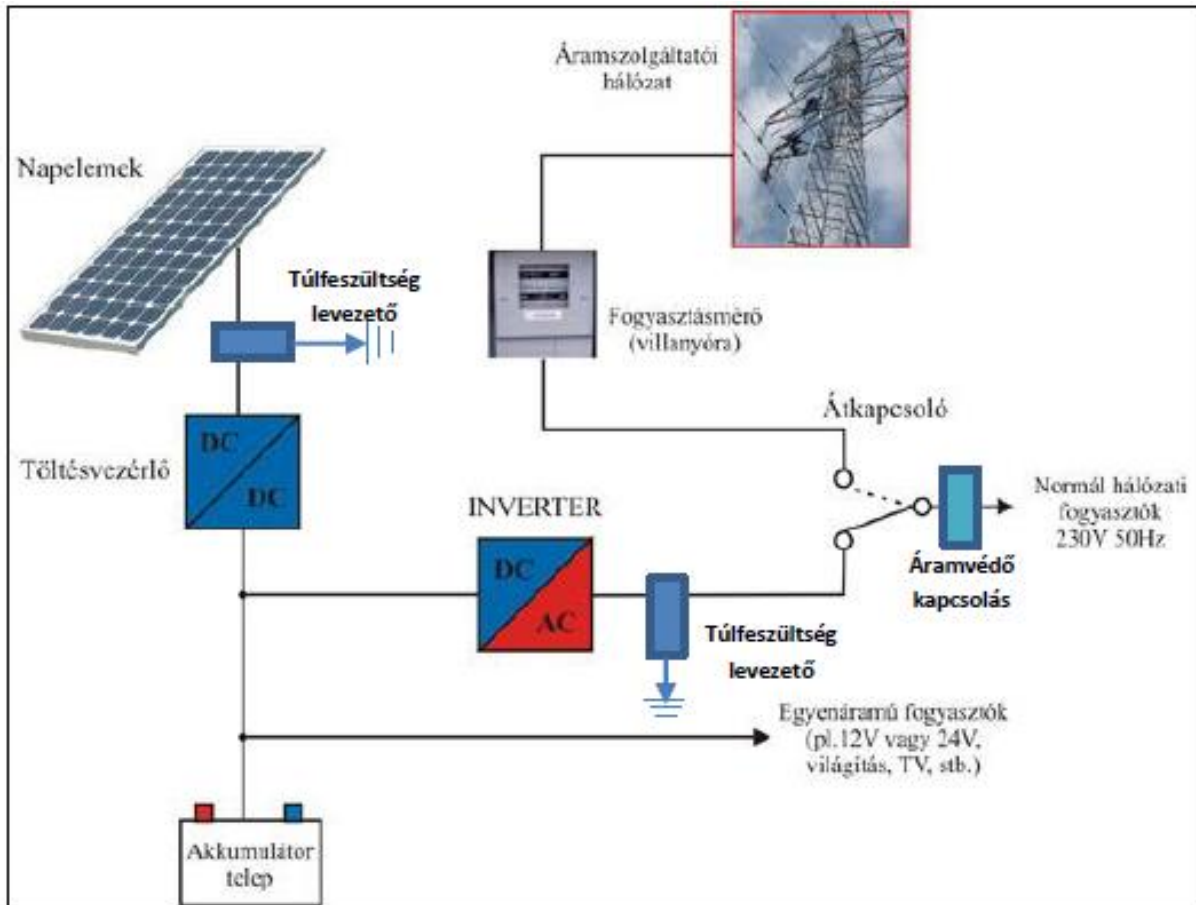 Áramszolgáltatói
hálózat
Napelemek
Túlfeszültség
levezető
Fogyasztásmérő
(villanyóra)
Átkapcsoló
Töltésvezérlő
DC
DC
INVERTER
DC
AC
Normál hálózati
fogyasztók
230V 50Hz
Áramvédő
kapcsolás
Túlfeszültség
levezető
Egyenáramú fogyasztók
(pl.12V vagy 24V,
világítás, TV, stb.)
Akkumulátor
telep